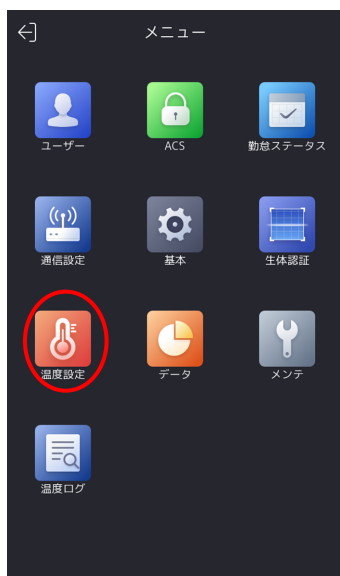 メニュー
ユーザー
ACS
勤怠ステータス
通信設定
基本
生体認証
温度設定
データ
メンテ
温度ログ